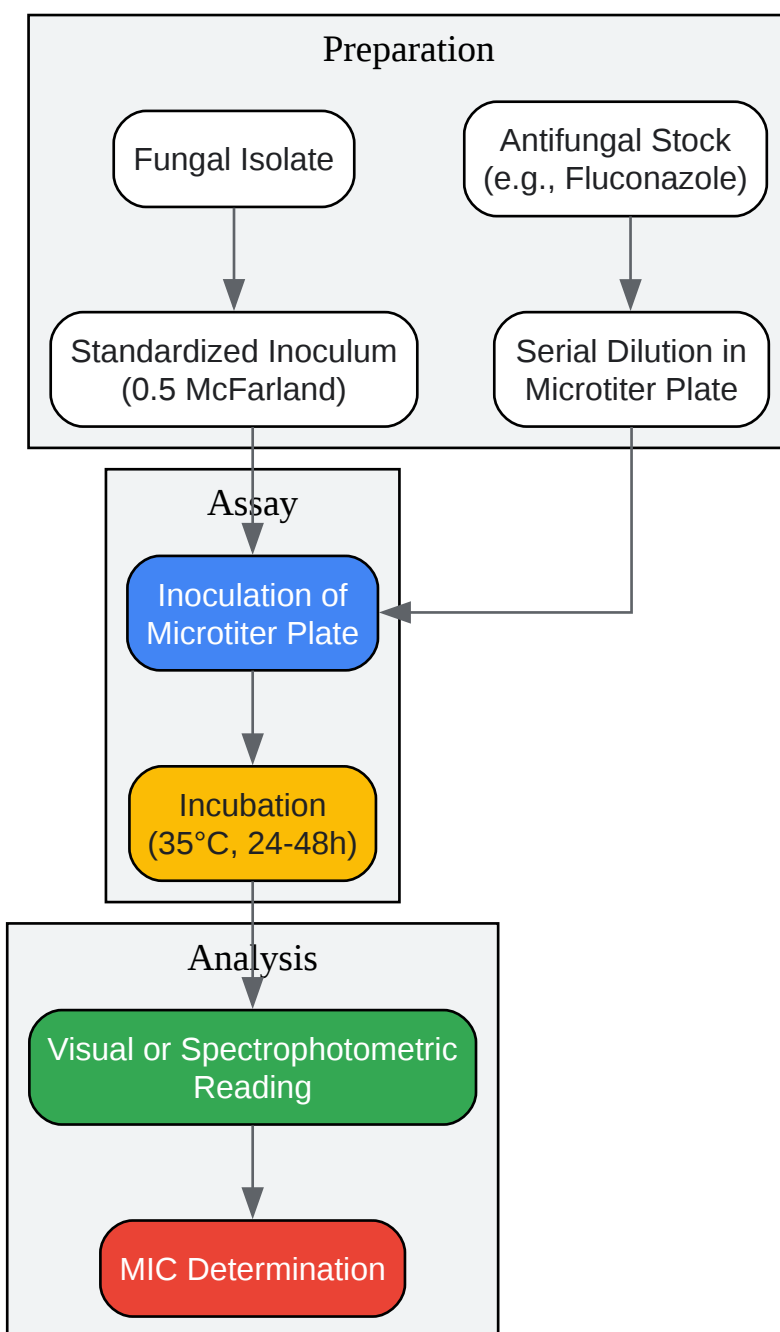 Preparation
Fungal Isolate
Antifungal Stock
(e.g., Fluconazole)
Standardized Inoculum
(0.5 McFarland)
Serial Dilution in
Microtiter Plate
Assay
Inoculation of
Microtiter Plate
Incubation
(35°C, 24-48h)
Analysis
Visual or Spectrophotometric
Reading
MIC Determination